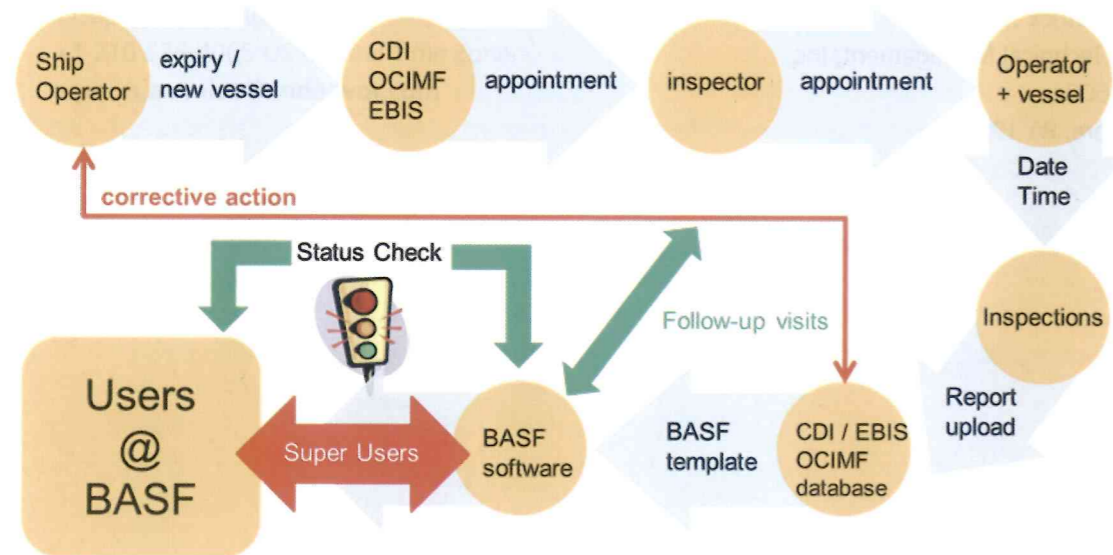 Ship
Operator
expiry /
new vessel
CDI
OCIMF
EBIS
appointment
inspector
appointment
Operator
+ vessel
Date
Time
corrective action
Status Check
Follow-up visits
Inspections
Report
upload
Users
@
BASF
Super Users
BASF
software
BASF
template
CDI / EBIS
OCIMF
database